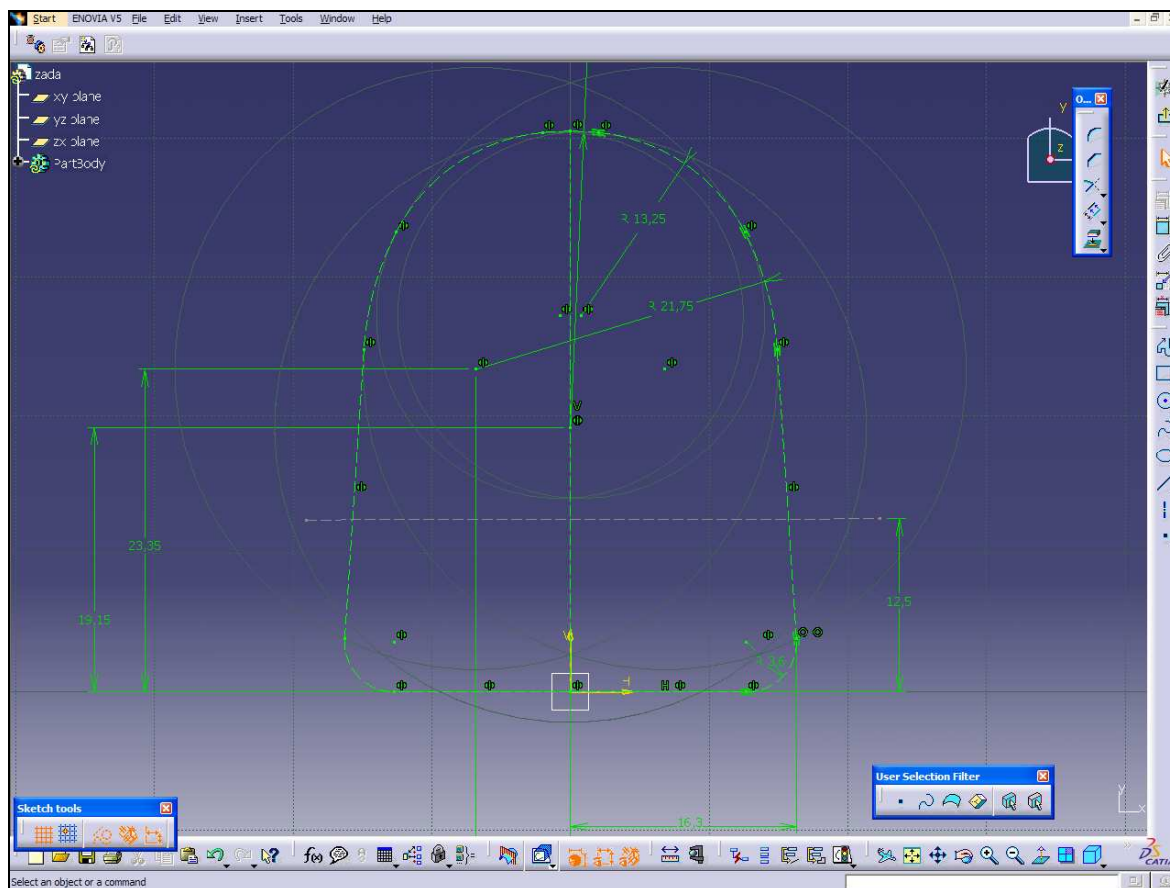 Start ENOVIA V5 File Edit View Insert Tools Window Help
zada
xy plane
yz plane
zx plane
PartBody
O...
y
z
R 13,25
R 21,75
V
23,35
19,15
12,5
V
H
H
16,3
User Selection Filter
Sketch tools
y
x
f(x)
CATIA
Select an object or a command